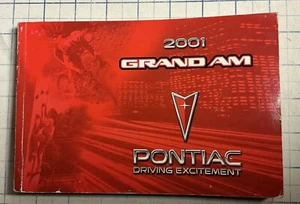 2001
GRAND AM
PONTIAC
DRIVING EXCITEMENT